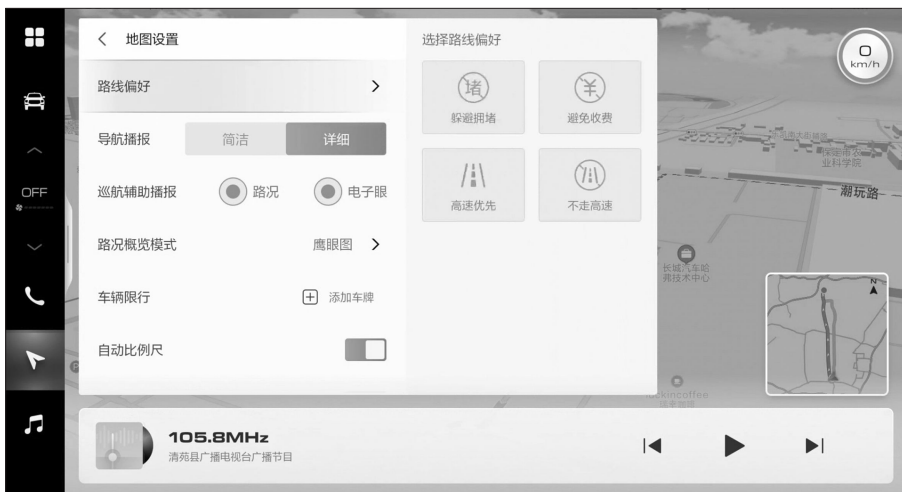 地图设置
选择路线偏好
0
km/h
路线偏好
堵
躲避拥堵
羊
避免收费
导航播报
简洁
详细
巡航辅助播报
路况
电子眼
高速优先
不走高速
OFF
潮玩路
路况概览模式
鹰眼图
长城汽车哈
弗技术中心
车辆限行
添加车牌
N
自动比例尺
P
105.8MHz
清苑县广播电视台广播节目